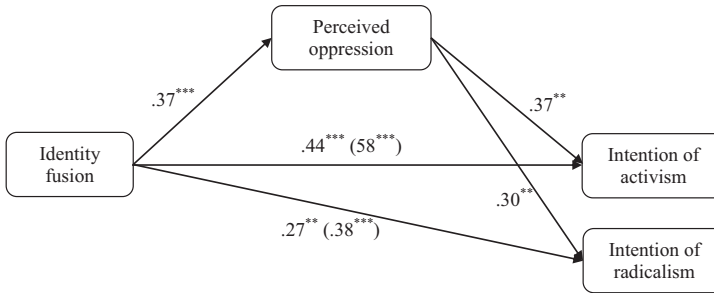 Perceived
oppression
.37***
.37**
Identity
fusion
.44*** (58***)
Intention of
activism
.30**
.27** (.38***)
Intention of
radicalism